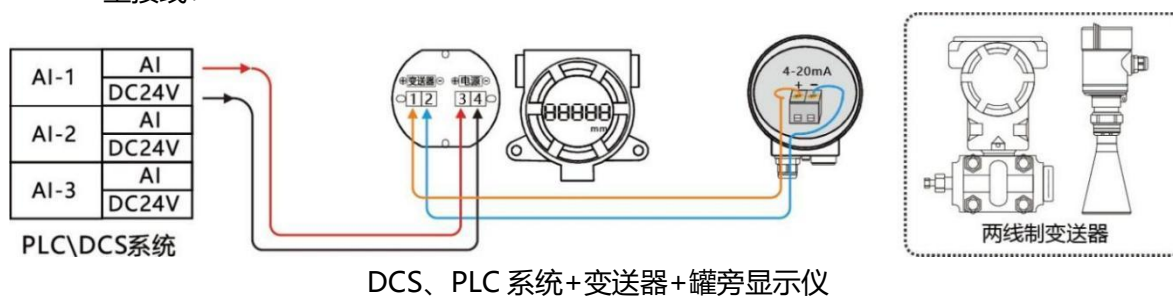 AI-1
AI
DC24V
AI-2
AI
DC24V
AI-3
AI
DC24V
PLC\DCS系统
⊕变送器⊖ ⊕电源⊖
1 2 3 4
88888
mm
4-20mA
+ -
两线制变送器
DCS、PLC 系统+变送器+罐旁显示仪